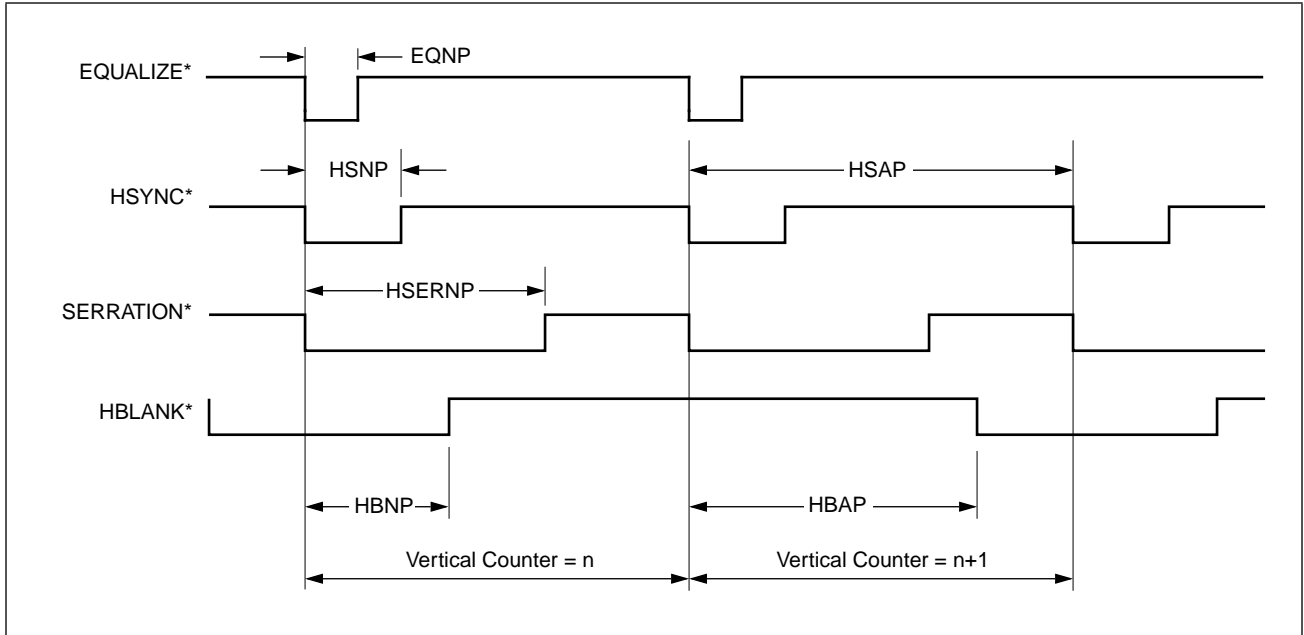 EQNP
EQUALIZE*
HSNP
HSAP
HSYNC*
HSERNP
SERRATION*
HBLANK*
HBNP
HBAP
Vertical Counter = n
Vertical Counter = n+1